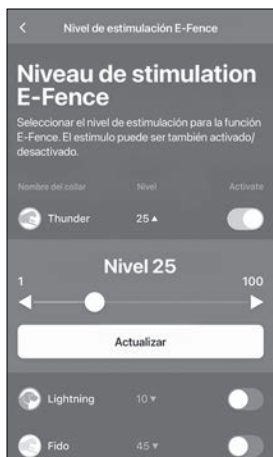 Nivel de estimulación E-Fence
Niveau de stimulation
E-Fence
Seleccionar el nivel de estimulación para la función
E-Fence. El estímulo puede ser también activado/
desactivado.
Nombre del collar Nivel Activate
Thunder 25 ▲
Nivel 25
1 100
Actualizar
Lightning 10 ▼
Fido 45 ▼